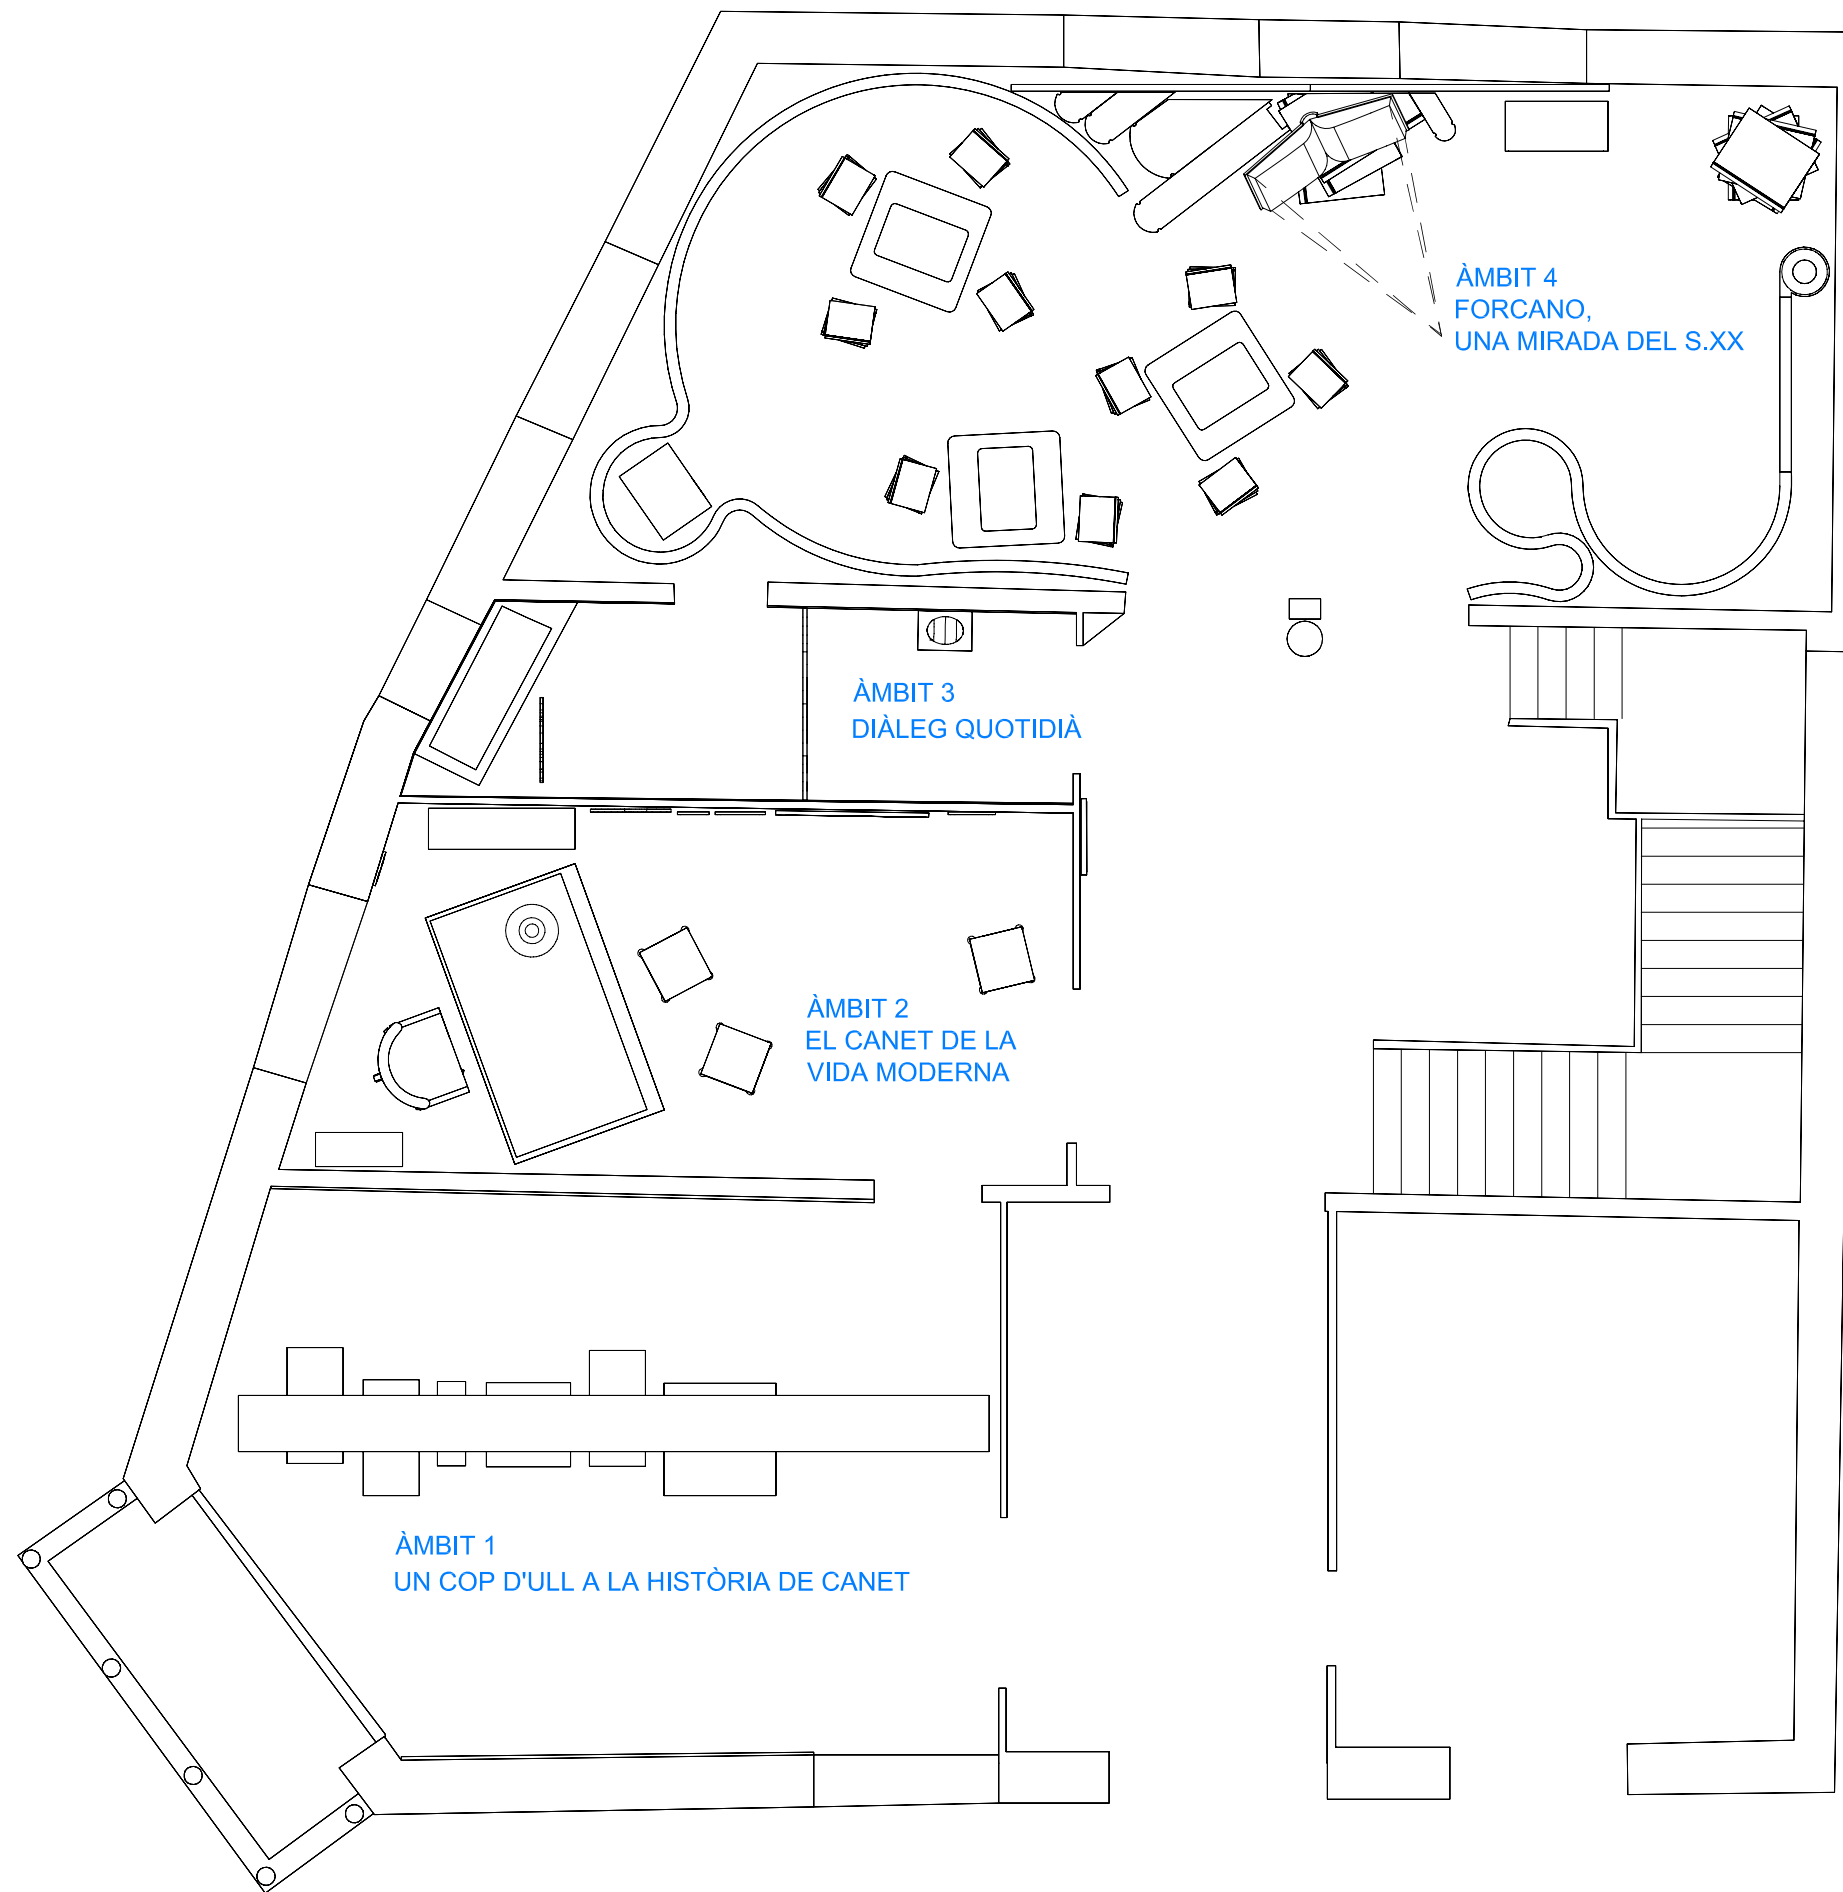 ÀMBIT 4
FORCANO,
UNA MIRADA DEL S.XX
ÀMBIT 3
DIÀLEG QUOTIDIÀ
ÀMBIT 2
EL CANET DE LA
VIDA MODERNA
ÀMBIT 1
UN COP D'ULL A LA HISTÒRIA DE CANET